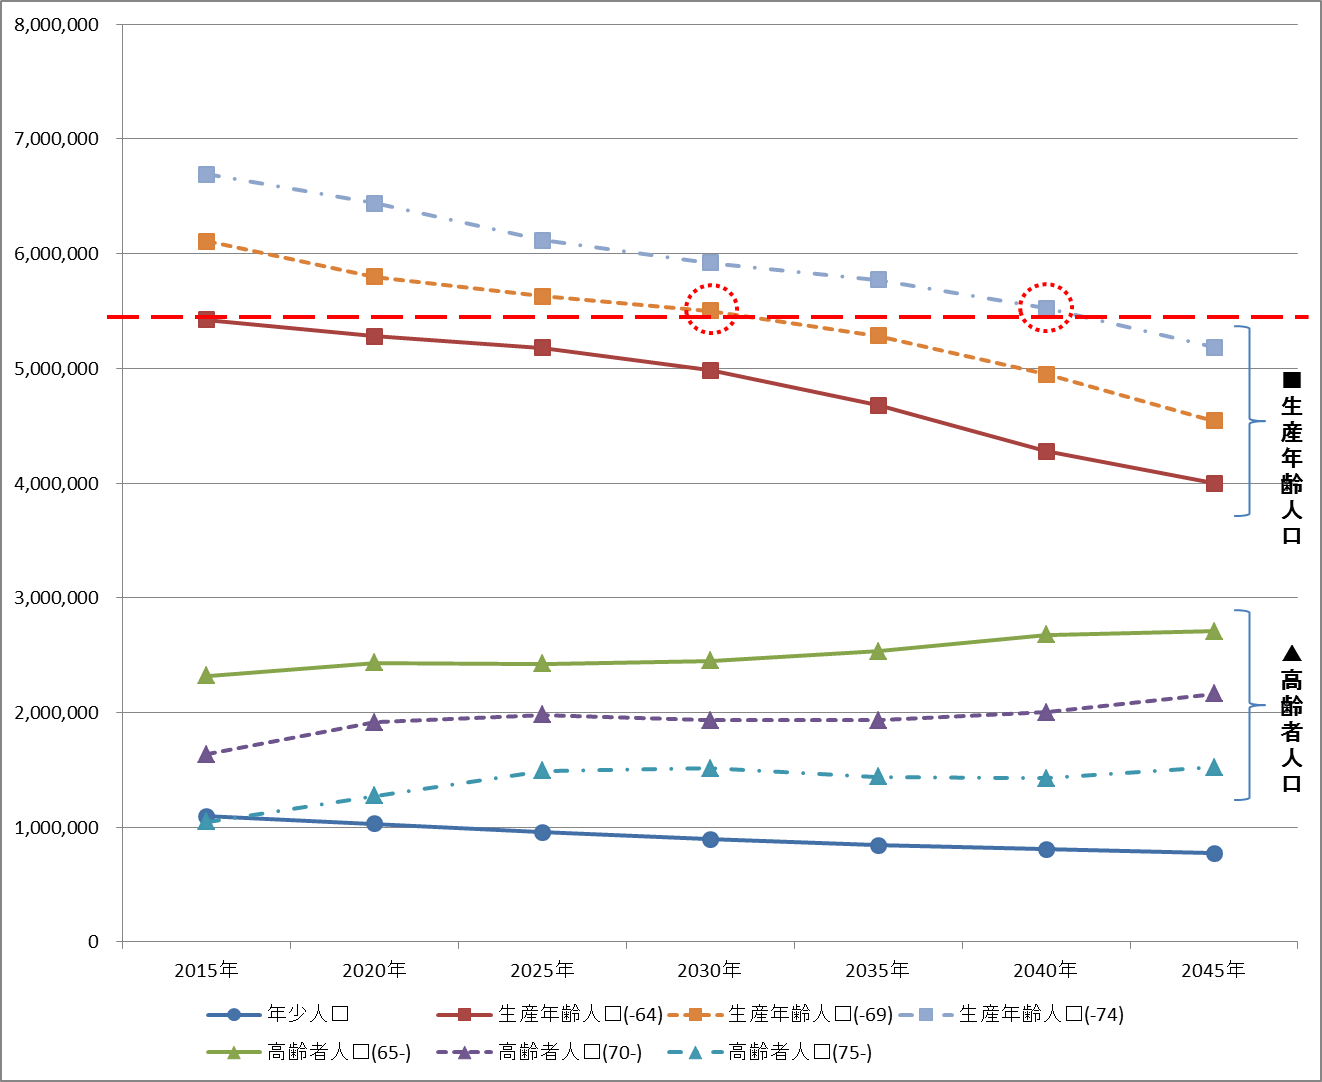 8,000,000
7,000,000
6,000,000
5,000,000
4,000,000
3,000,000
2,000,000
1,000,000
0
2015年 2020年 2025年 2030年 2035年 2040年 2045年
■生産年齢人口
▲高齢者人口
年少人口 生産年齢人口(-64) 生産年齢人口(-69) 生産年齢人口(-74)
高齢者人口(65-) 高齢者人口(70-) 高齢者人口(75-)